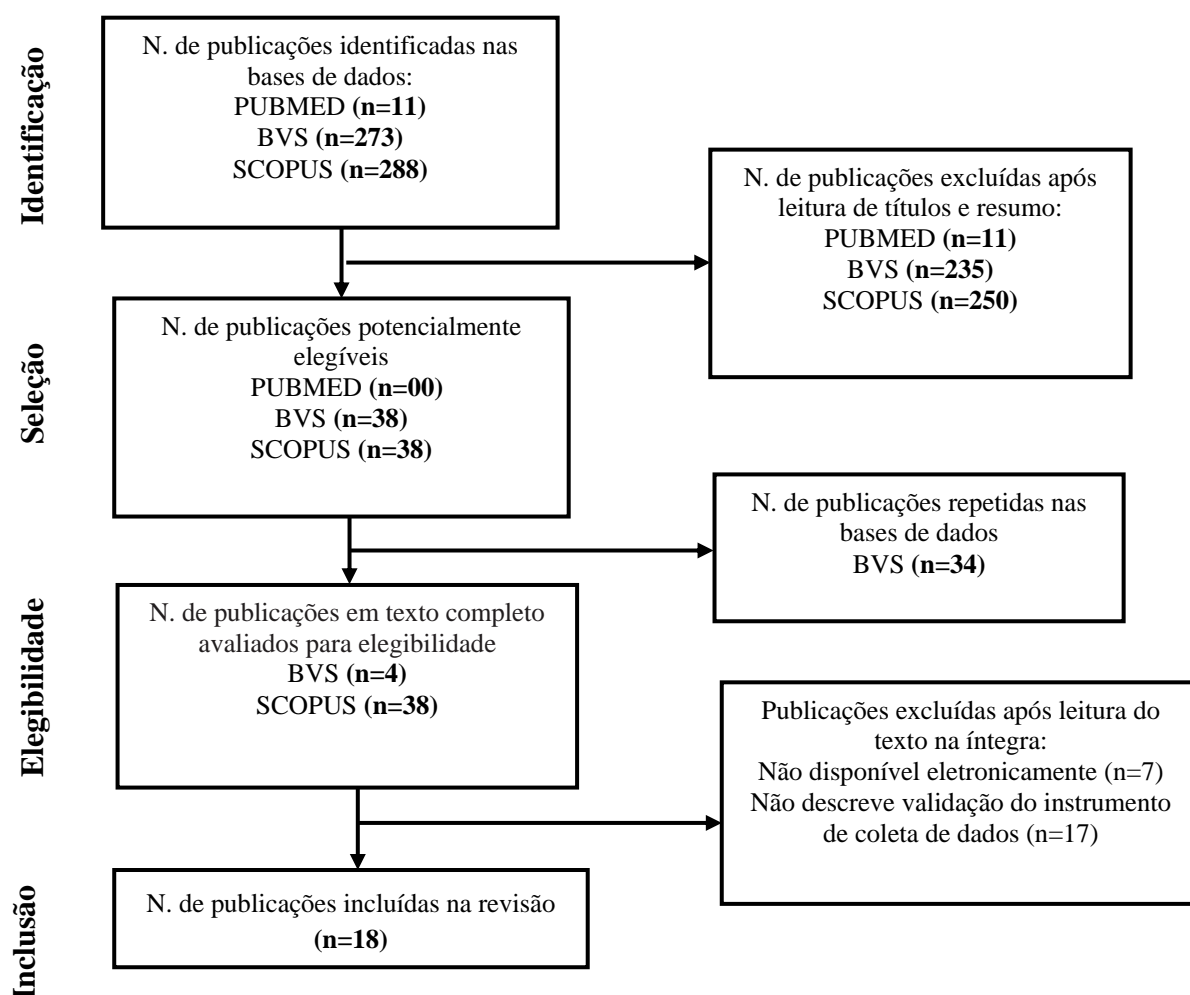 Identificação
N. de publicações identificadas nas
bases de dados:
PUBMED (n=11)
BVS (n=273)
SCOPUS (n=288)
N. de publicações excluídas após
leitura de títulos e resumo:
PUBMED (n=11)
BVS (n=235)
SCOPUS (n=250)
Seleção
N. de publicações potencialmente
elegíveis
PUBMED (n=00)
BVS (n=38)
SCOPUS (n=38)
N. de publicações repetidas nas
bases de dados
BVS (n=34)
Elegibilidade
N. de publicações em texto completo
avaliados para elegibilidade
BVS (n=4)
SCOPUS (n=38)
Publicações excluídas após leitura do
texto na íntegra:
Não disponível eletronicamente (n=7)
Não descreve validação do instrumento
de coleta de dados (n=17)
Inclusão
N. de publicações incluídas na revisão
(n=18)